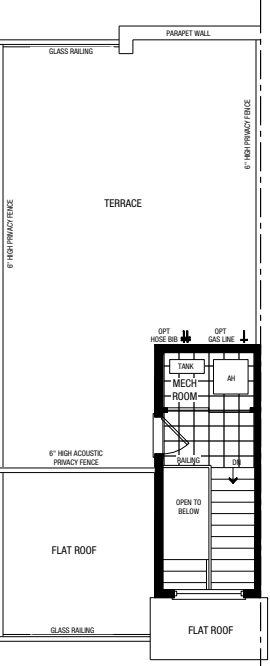 PARAPET WALL
GLASS RAILING
6" HIGH PRIVACY FENCE
6" HIGH PRIVACY FENCE
TERRACE
OPT
HOSE BIB
OPT
GAS LINE
TANK
AH
MECH
ROOM
6" HIGH ACOUSTIC
PRIVACY FENCE
RAILING
DN
OPEN TO
BELOW
FLAT ROOF
GLASS RAILING
FLAT ROOF